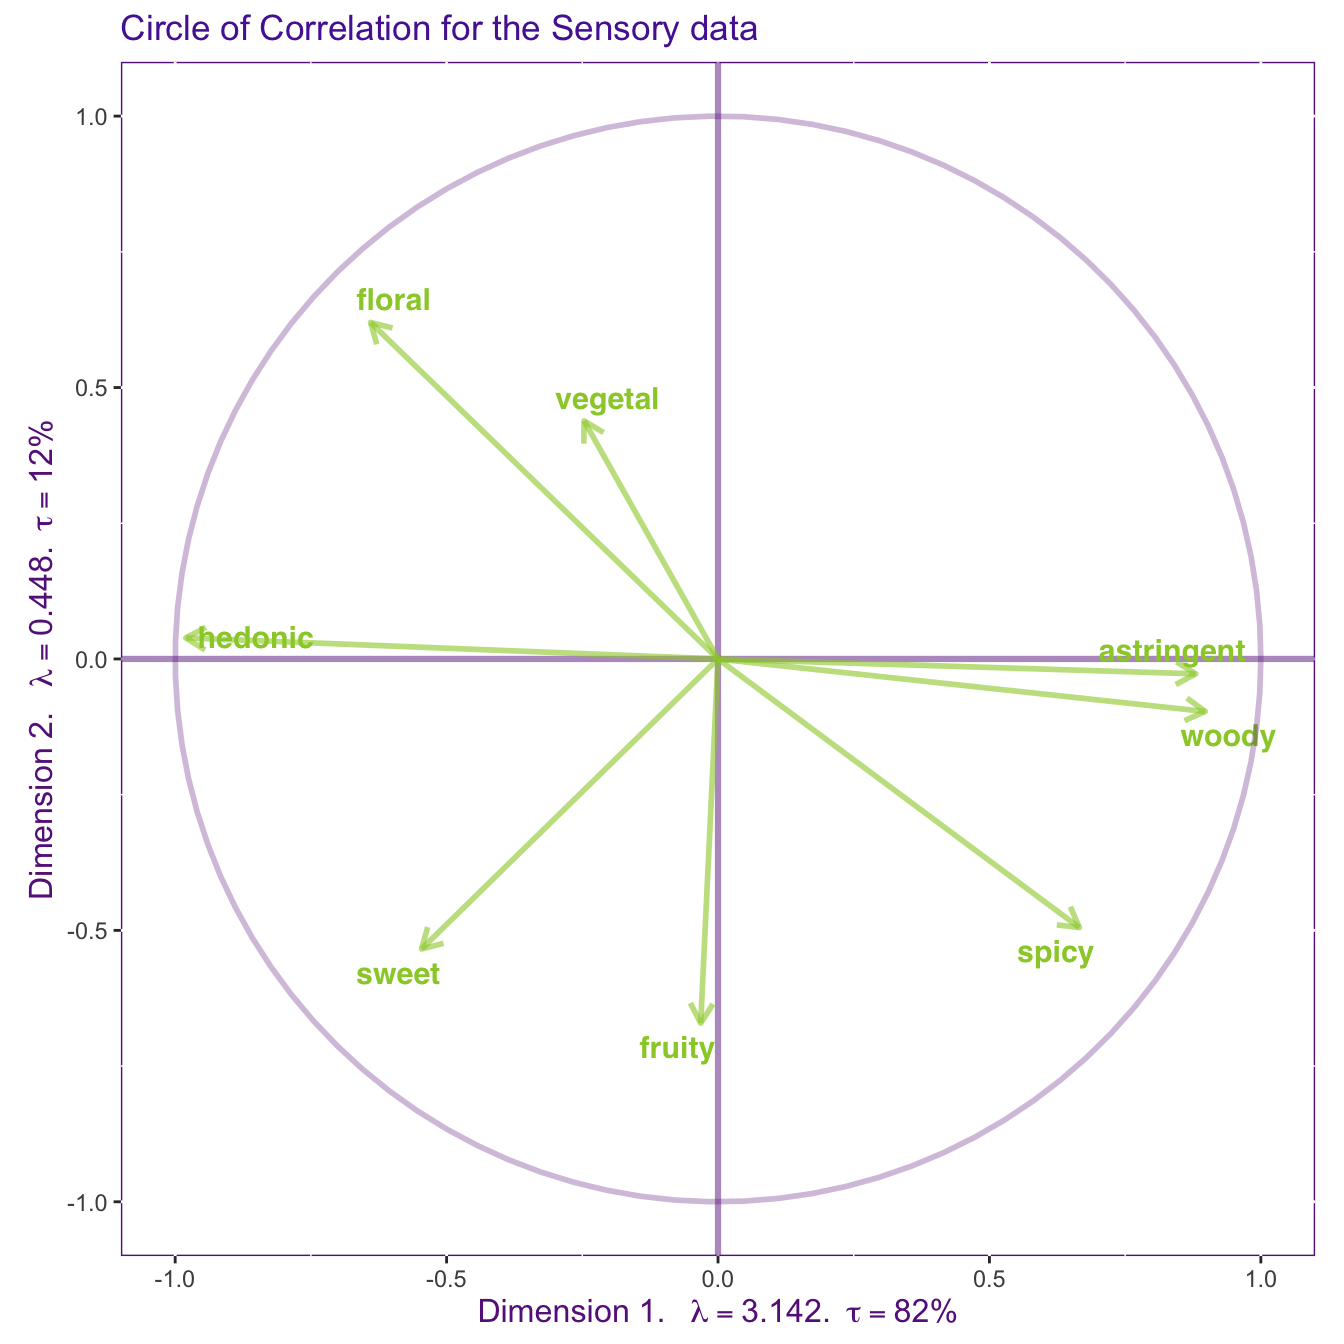 Circle of Correlation for the Sensory data
1.0
0.5
0.0
-0.5
-1.0
Dimension 2. λ = 0.448. τ = 12%
floral
vegetal
hedonic
astringent
woody
spicy
sweet
fruity
-1.0
-0.5
0.0
0.5
1.0
Dimension 1. λ = 3.142. τ = 82%